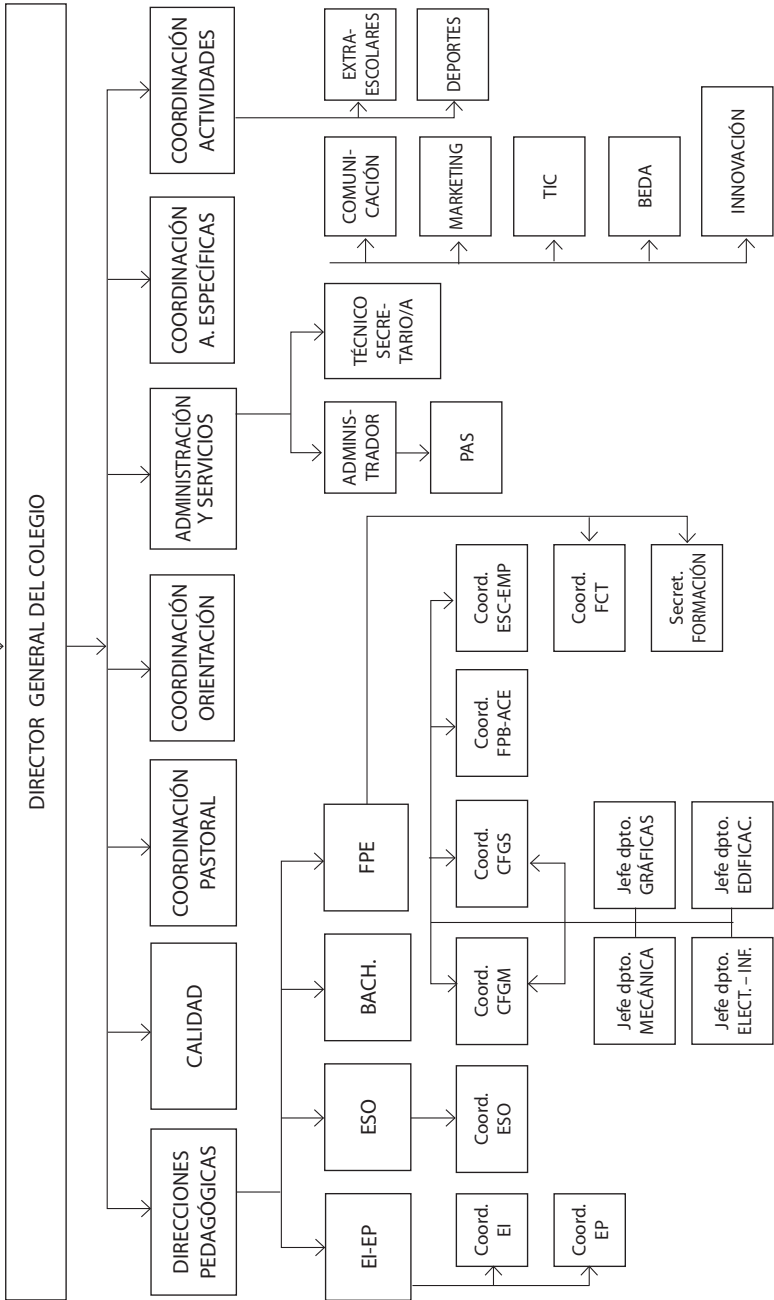 DIRECTOR GENERAL DEL COLEGIO
DIRECCIONES
PEDAGÓGICAS
CALIDAD
COORDINACIÓN
PASTORAL
COORDINACIÓN
ORIENTACIÓN
ADMINISTRACIÓN
Y SERVICIOS
COORDINACIÓN
A. ESPECÍFICAS
COORDINACIÓN
ACTIVIDADES
EI-EP
ESO
BACH.
FPE
ADMINIS-
TRADOR
TÉCNICO
SECRE-
TARIO/A
COMUNI-
CACIÓN
EXTRA-
ESCOLARES
MARKETING
DEPORTES
TIC
BEDA
INNOVACIÓN
PAS
Coord.
EI
Coord.
EP
Coord.
ESO
Coord.
CFGM
Coord.
CFGS
Coord.
FPB-ACE
Coord.
ESC-EMP
Coord.
FCT
Secret.
FORMACIÓN
Jefe dpto.
MECÁNICA
Jefe dpto.
GRÁFICAS
Jefe dpto.
ELECT. – INF.
Jefe dpto.
EDIFICAC.